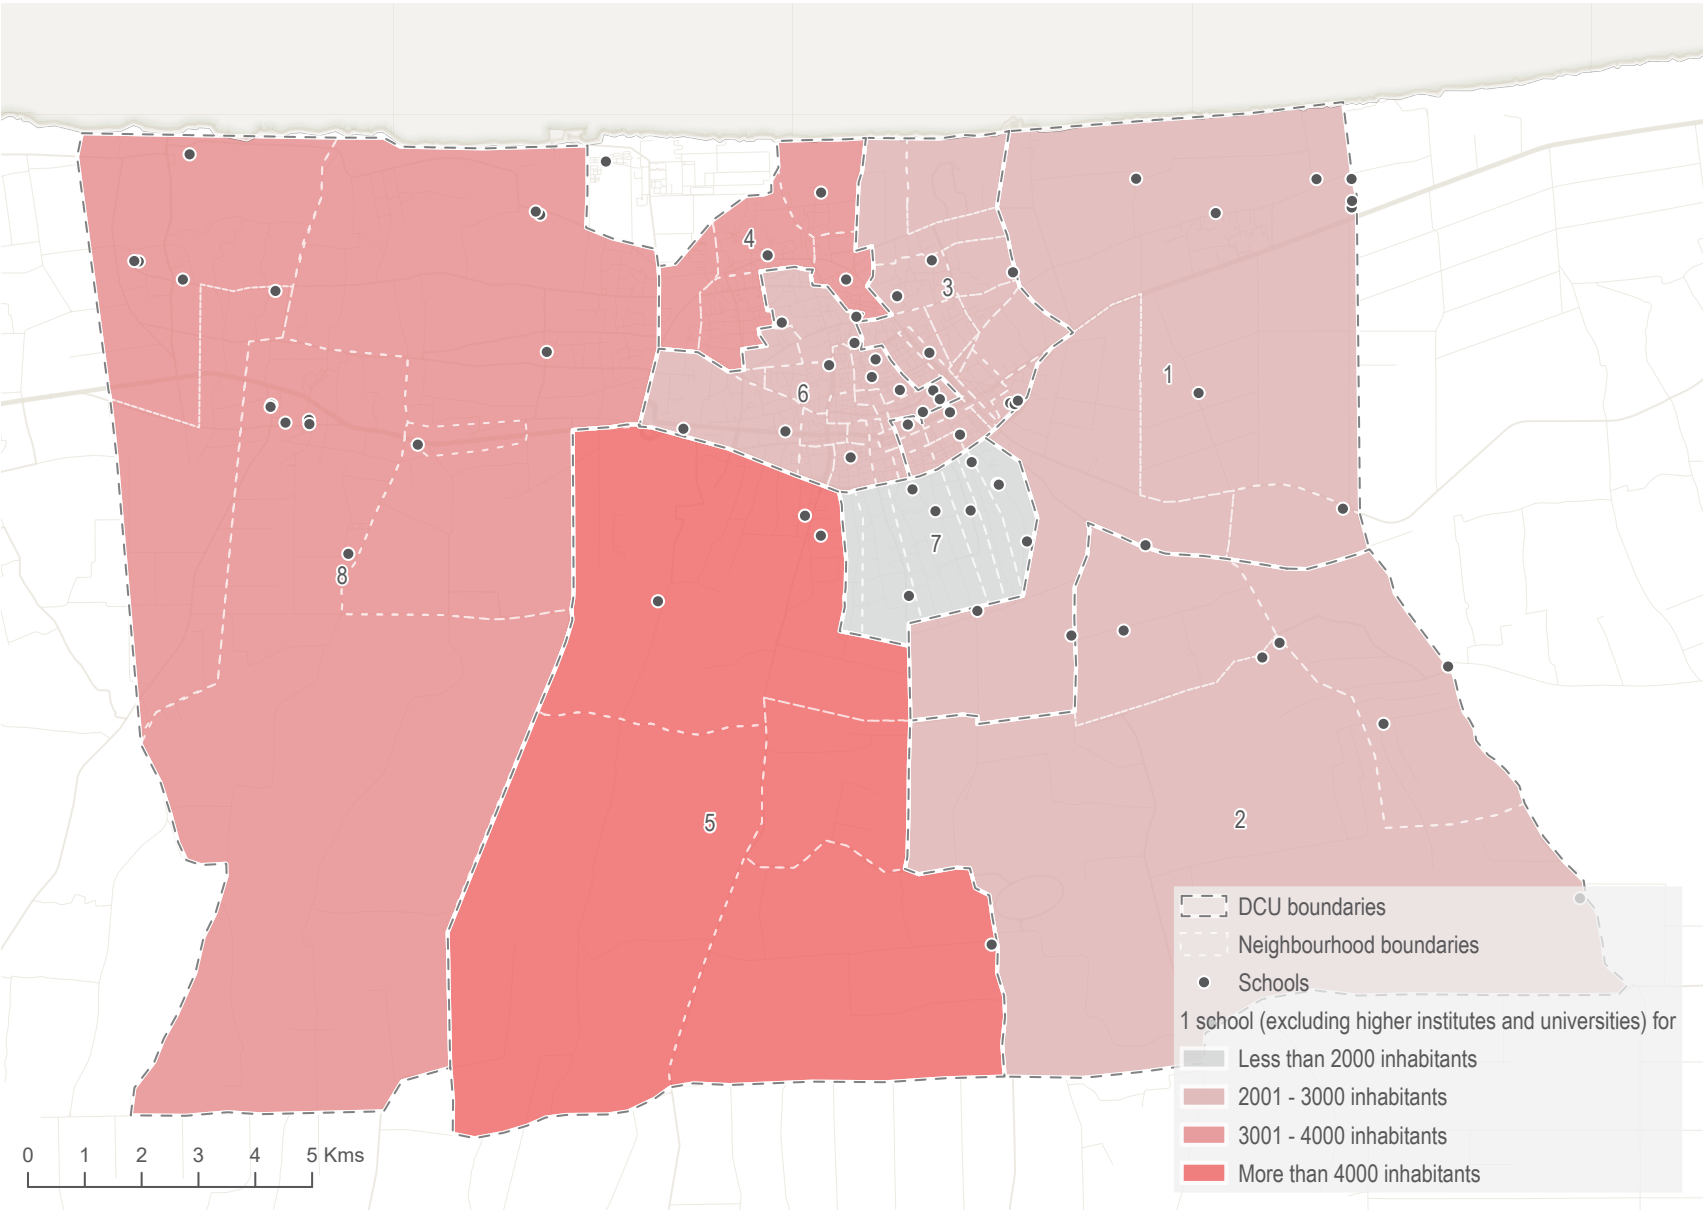 4
3
1
6
7
8
5
2
DCU boundaries
Neighbourhood boundaries
Schools
1 school (excluding higher institutes and universities) for
Less than 2000 inhabitants
2001 - 3000 inhabitants
3001 - 4000 inhabitants
More than 4000 inhabitants
0 1 2 3 4 5 Kms